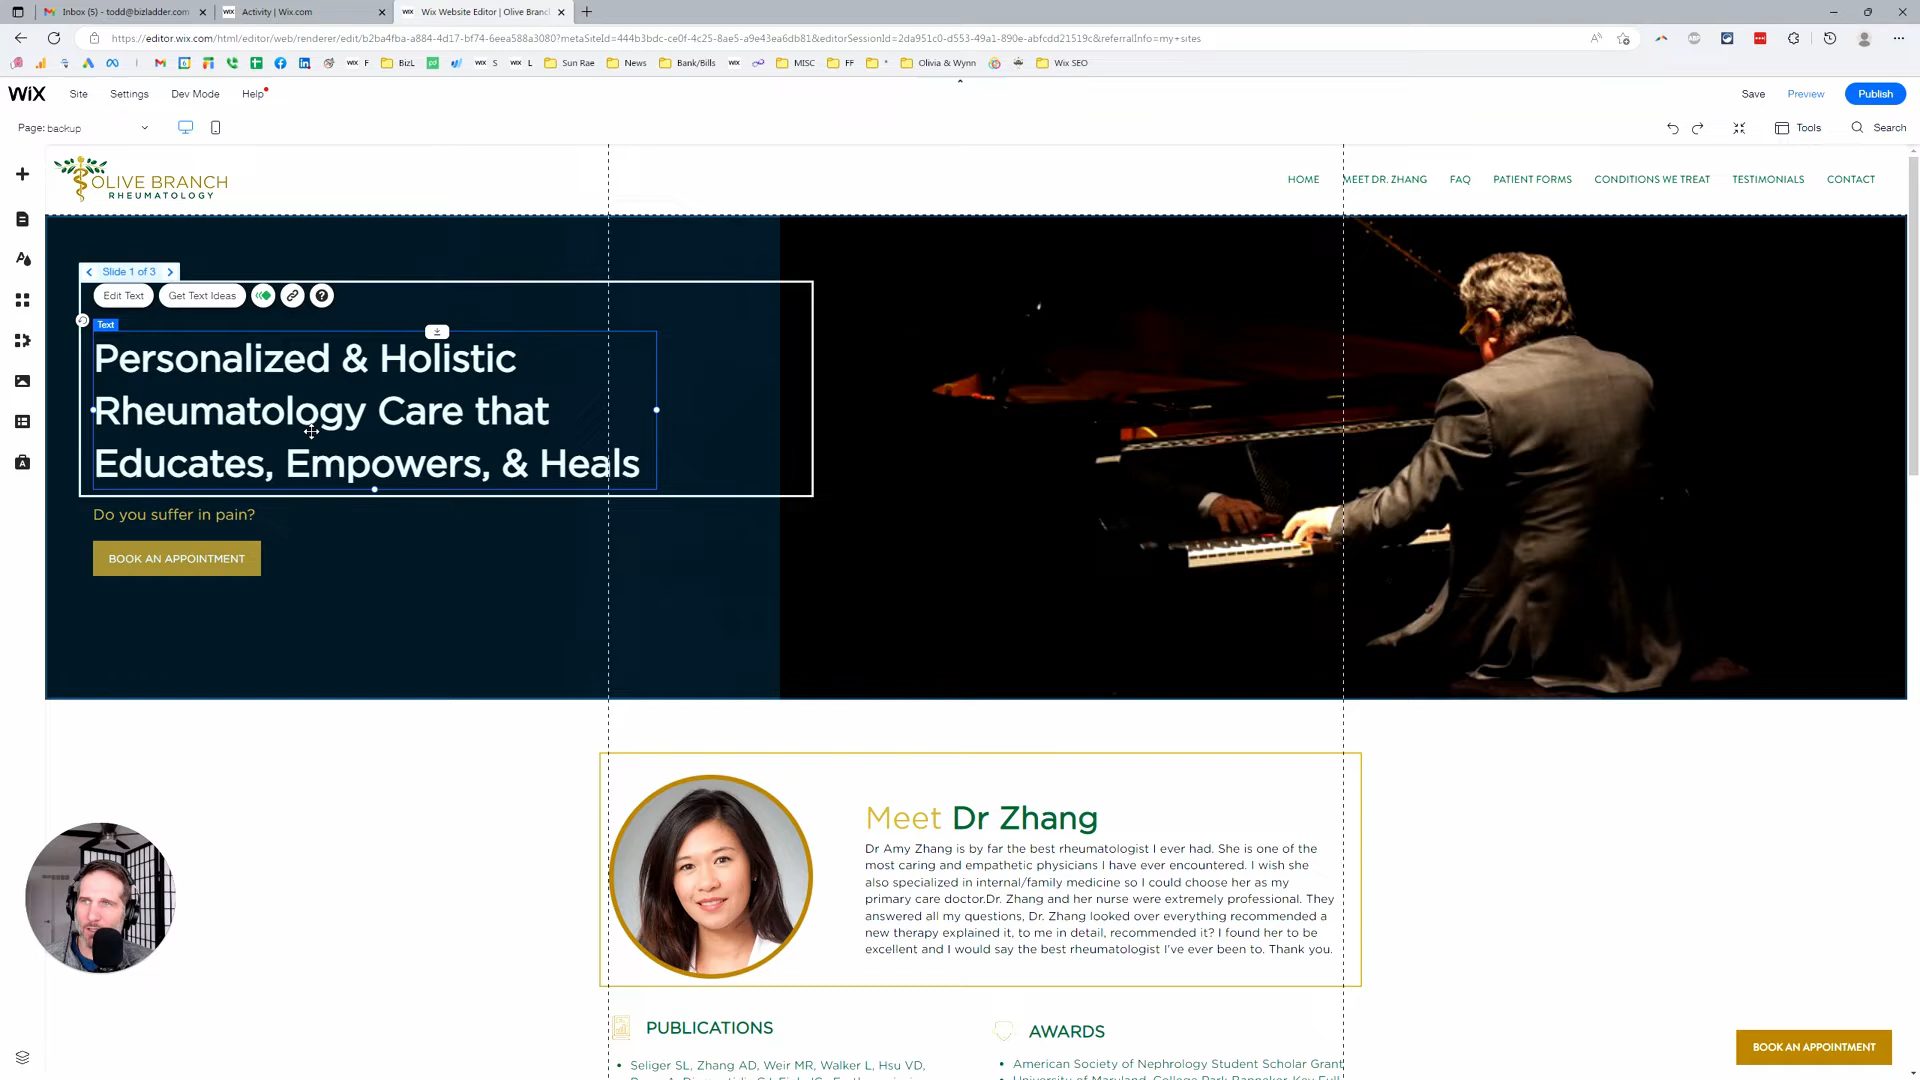 Inbox (5) - todd@bizladder.com
Activity | Wix.com
Wix Website Editor | Olive Branc
https://editor.wix.com/html/editor/web/renderer/edit/b2ba4fba-a884-4d17-bf74-6eea588a3080?metaSiteId=444b3bdc-ce0f-4c25-8ae5-a9e43ea6db81&editorSessionId=2da951c0-d553-49a1-890e-abfcdd21519c&referralInfo=my+sites
WIX F
BizL
WIX S
WIX L
Sun Rae
News
Bank/Bills
WIX
MISC
FF
*
Olivia & Wynn
Wix SEO
WIX
Site
Settings
Dev Mode
Help
Save
Preview
Publish
Page: backup
Tools
Search
OLIVE BRANCH
RHEUMATOLOGY
HOME
MEET DR. ZHANG
FAQ
PATIENT FORMS
CONDITIONS WE TREAT
TESTIMONIALS
CONTACT
Slide 1 of 3
Edit Text
Get Text Ideas
Text
Personalized & Holistic
Rheumatology Care that
Educates, Empowers, & Heals
Do you suffer in pain?
BOOK AN APPOINTMENT
Meet Dr Zhang
Dr Amy Zhang is by far the best rheumatologist I ever had. She is one of the
most caring and empathetic physicians I have ever encountered. I wish she
also specialized in internal/family medicine so I could choose her as my
primary care doctor.Dr. Zhang and her nurse were extremely professional. They
answered all my questions, Dr. Zhang looked over everything recommended a
new therapy explained it, to me in detail, recommended it? I found her to be
excellent and I would say the best rheumatologist I've ever been to. Thank you.
PUBLICATIONS
Seliger SL, Zhang AD, Weir MR, Walker L, Hsu VD,
AWARDS
American Society of Nephrology Student Scholar Grant
BOOK AN APPOINTMENT